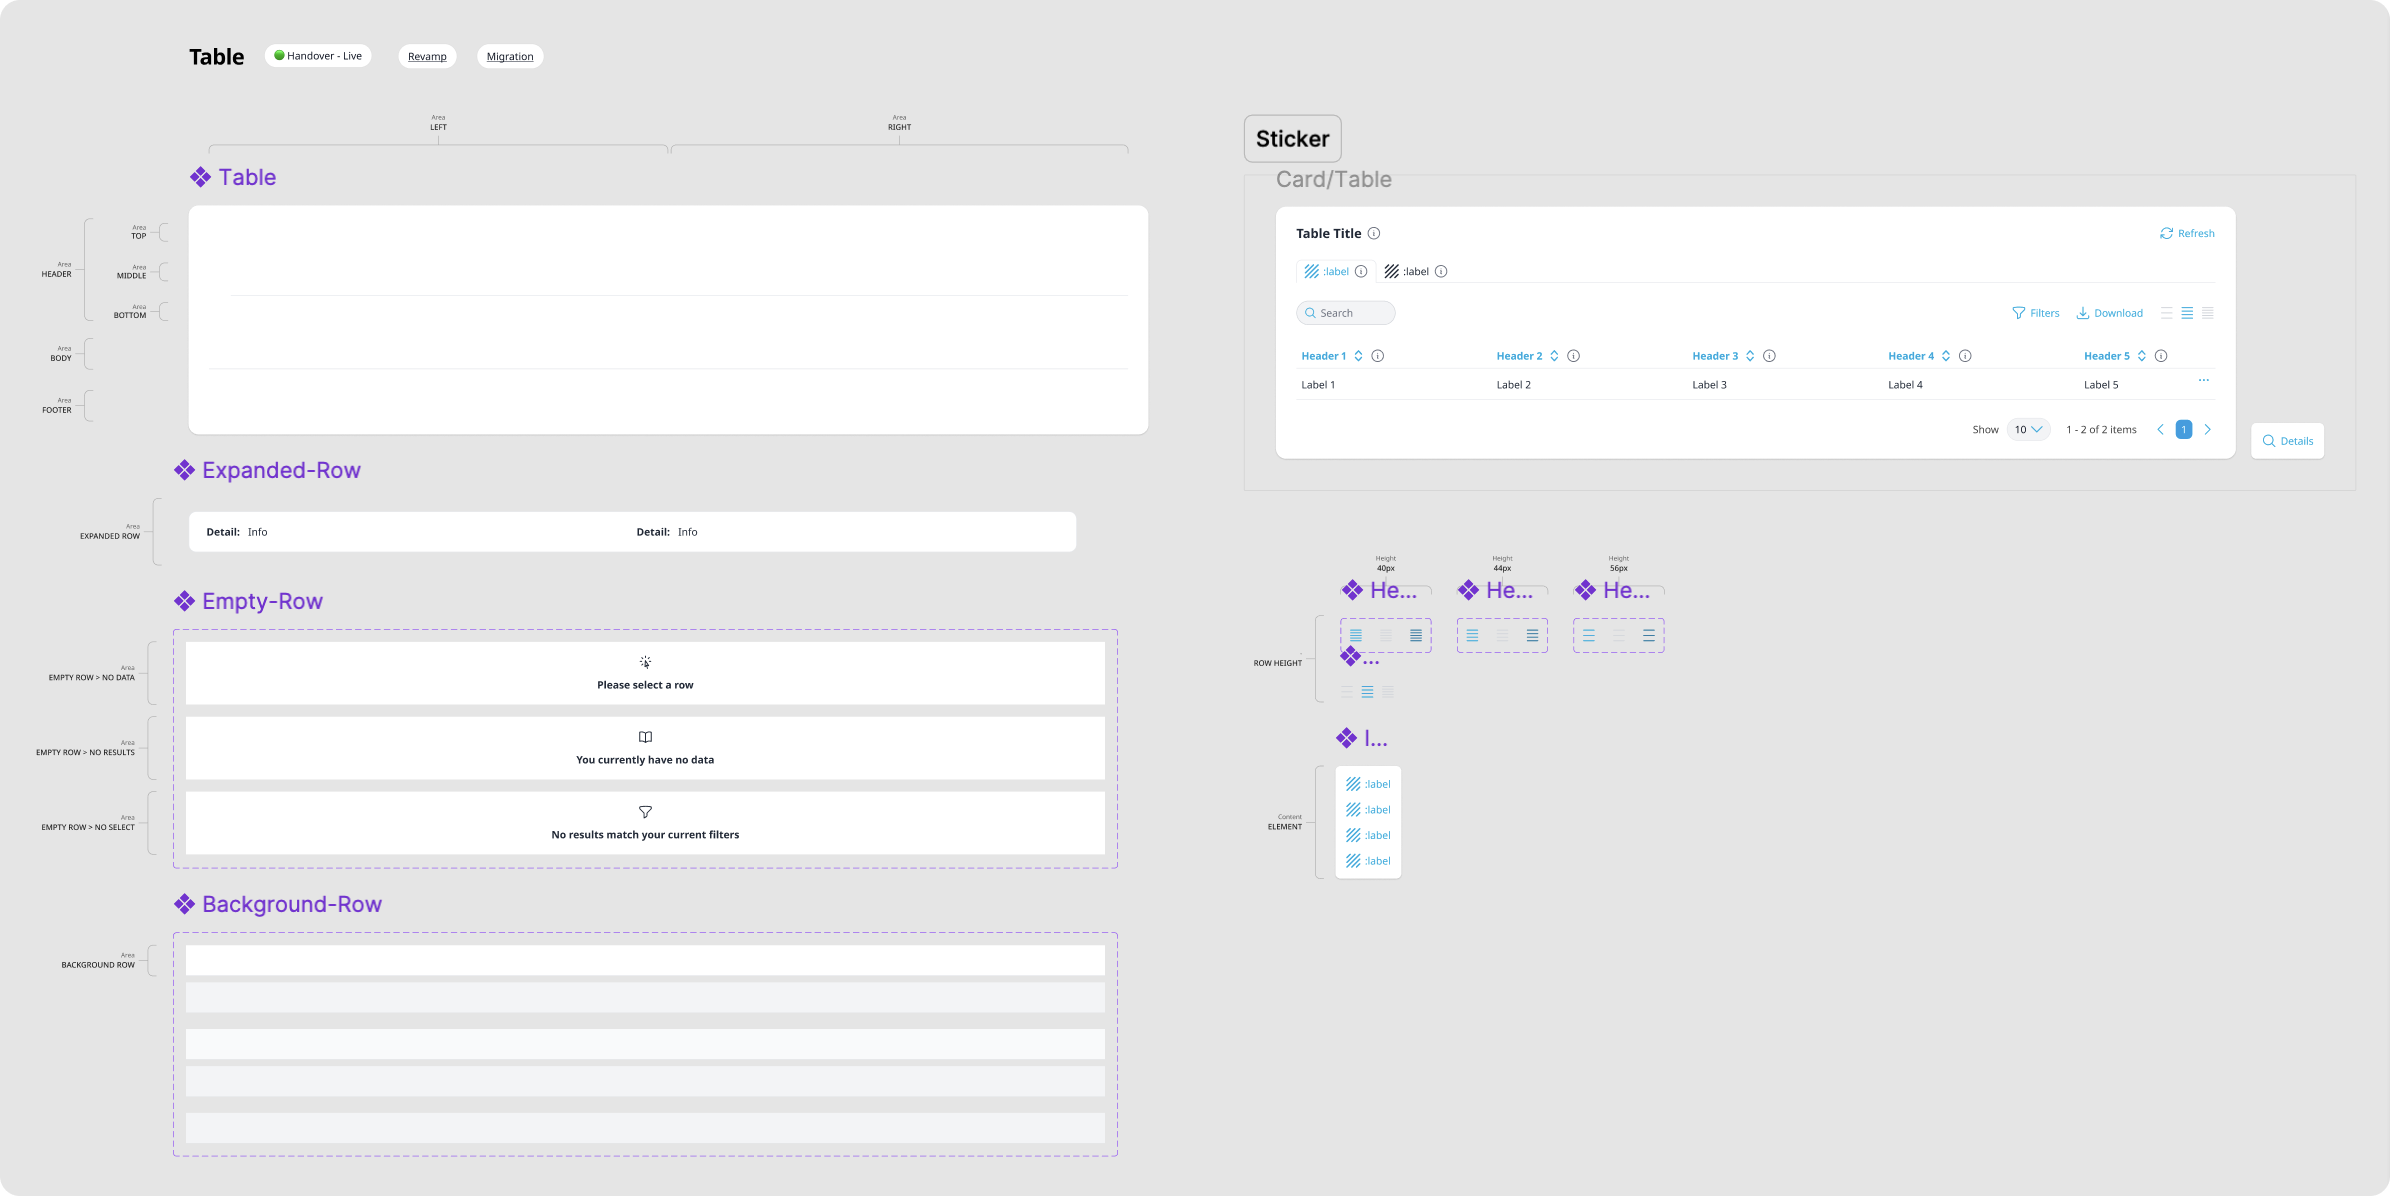 Table
Handover - Live
Revamp
Migration
Area
LEFT
Area
RIGHT
Table
Area
HEADER
Area
TOP
Area
MIDDLE
Area
BOTTOM
Area
BODY
Area
FOOTER
Expanded-Row
Area
EXPANDED ROW
Detail: Info
Detail: Info
Empty-Row
Area
EMPTY ROW > NO DATA
Please select a row
Area
EMPTY ROW > NO RESULTS
You currently have no data
Area
EMPTY ROW > NO SELECT
No results match your current filters
Background-Row
Area
BACKGROUND ROW
Sticker
Card/Table
Table Title
Refresh
:label
:label
Search
Filters
Download
Header 1
Header 2
Header 3
Header 4
Header 5
Label 1
Label 2
Label 3
Label 4
Label 5
...
Show
10
1 - 2 of 2 items
1
Details
Height
40px
Height
44px
Height
56px
He...
He...
He...
ROW HEIGHT
...
I...
Content
ELEMENT
:label
:label
:label
:label